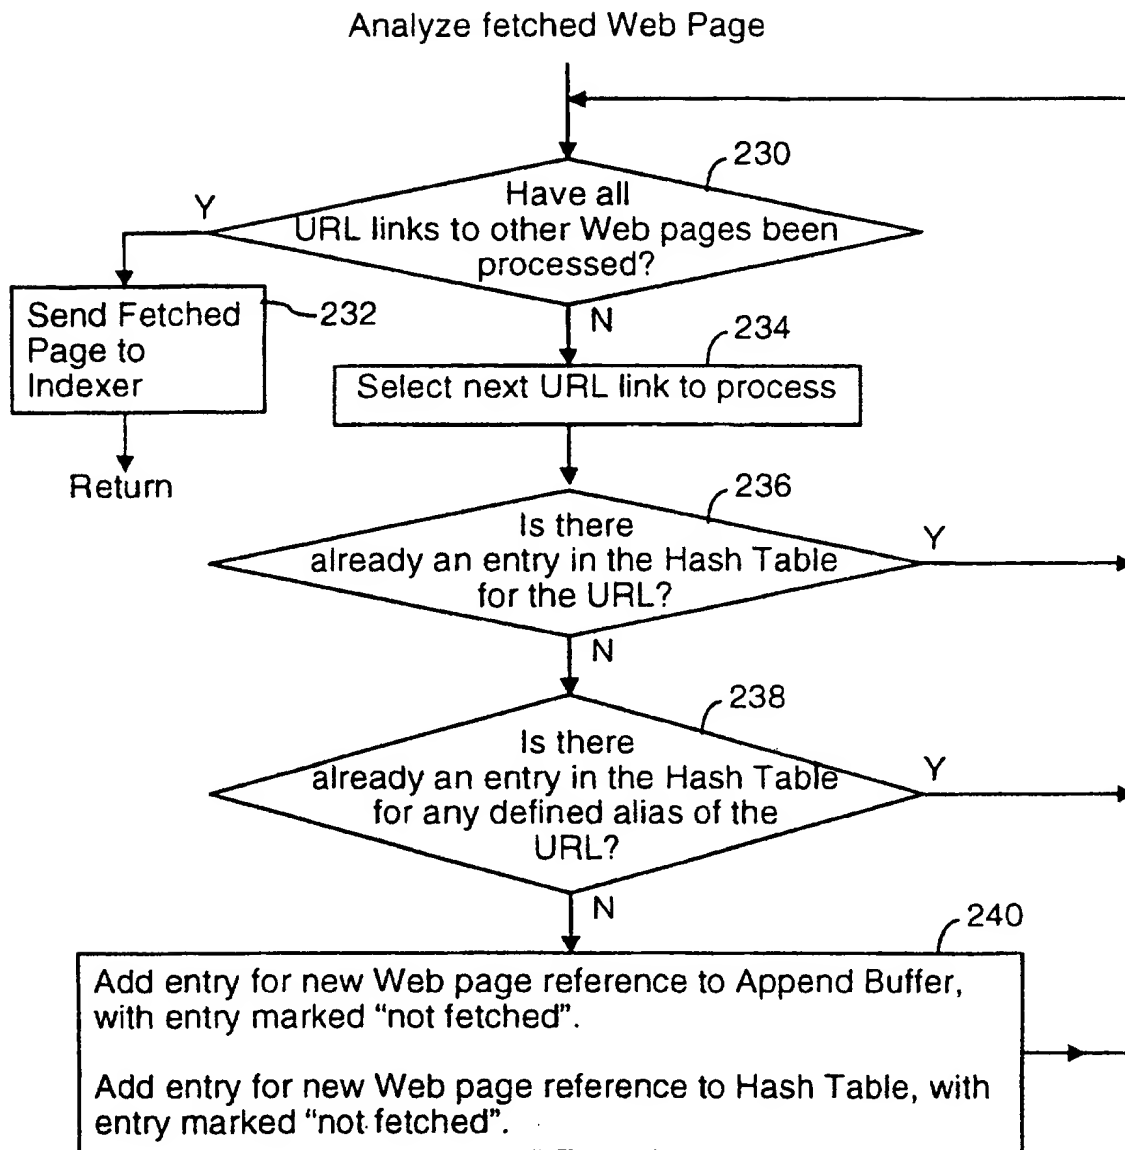 Analyze fetched Web Page
230
Have all
URL links to other Web pages been
processed?
Y
N
Send Fetched
Page to
Indexer
232
Return
234
Select next URL link to process
236
Is there
already an entry in the Hash Table
for the URL?
Y
N
238
Is there
already an entry in the Hash Table
for any defined alias of the
URL?
Y
N
240
Add entry for new Web page reference to Append Buffer,
with entry marked “not fetched”.
Add entry for new Web page reference to Hash Table, with
entry marked “not fetched”.